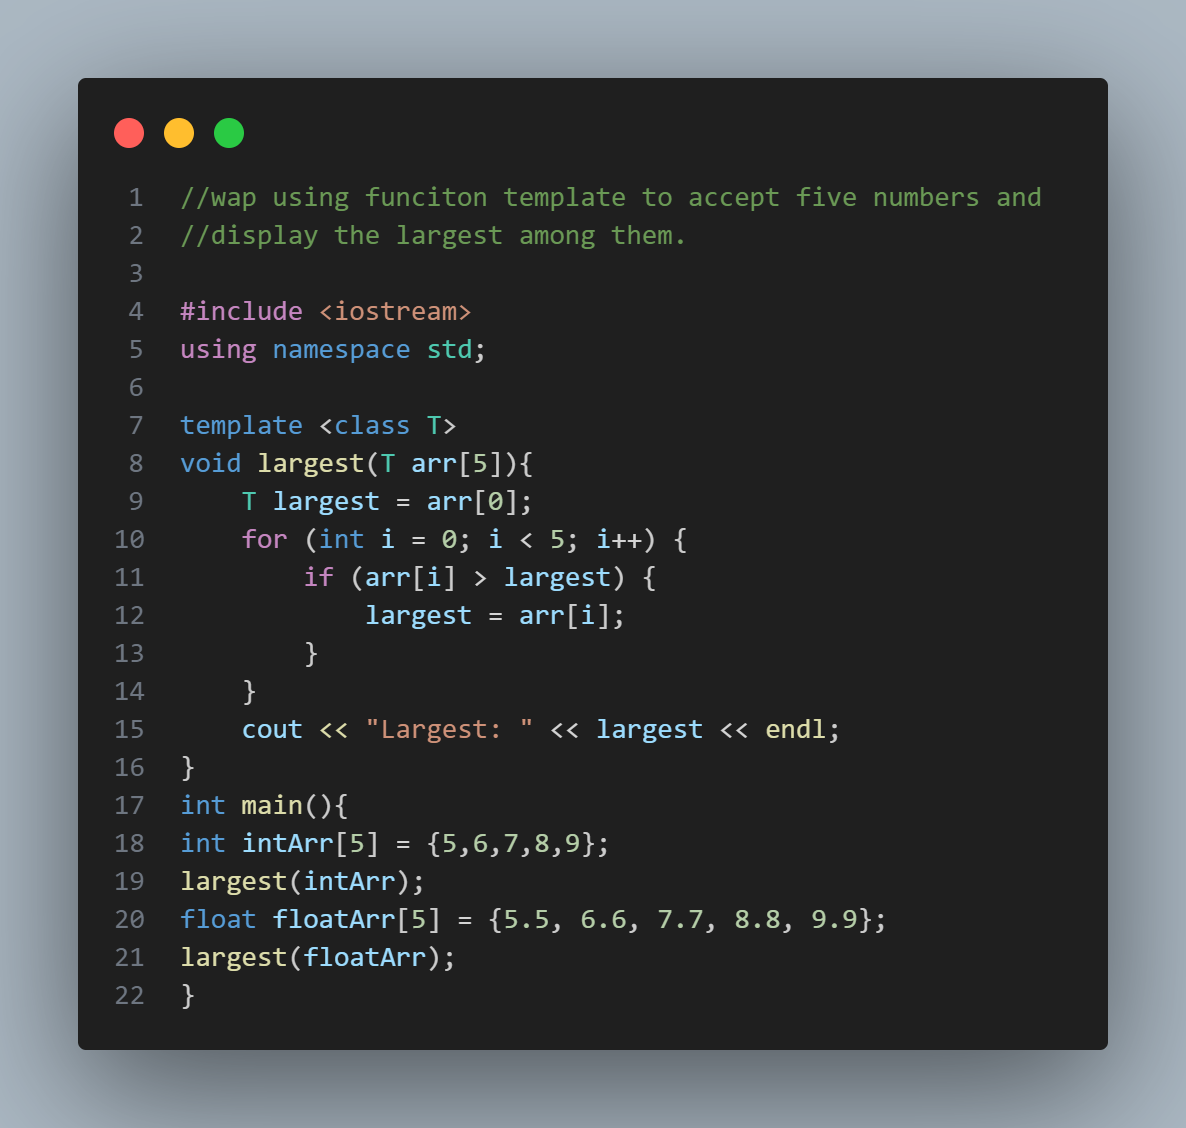 1 //wap using funciton template to accept five numbers and
2 //display the largest among them.
3
4 #include <iostream>
5 using namespace std;
6
7 template <class T>
8 void largest(T arr[5]){
9     T largest = arr[0];
10     for (int i = 0; i < 5; i++) {
11         if (arr[i] > largest) {
12             largest = arr[i];
13         }
14     }
15     cout << "Largest: " << largest << endl;
16 }
17 int main(){
18 int intArr[5] = {5,6,7,8,9};
19 largest(intArr);
20 float floatArr[5] = {5.5, 6.6, 7.7, 8.8, 9.9};
21 largest(floatArr);
22 }